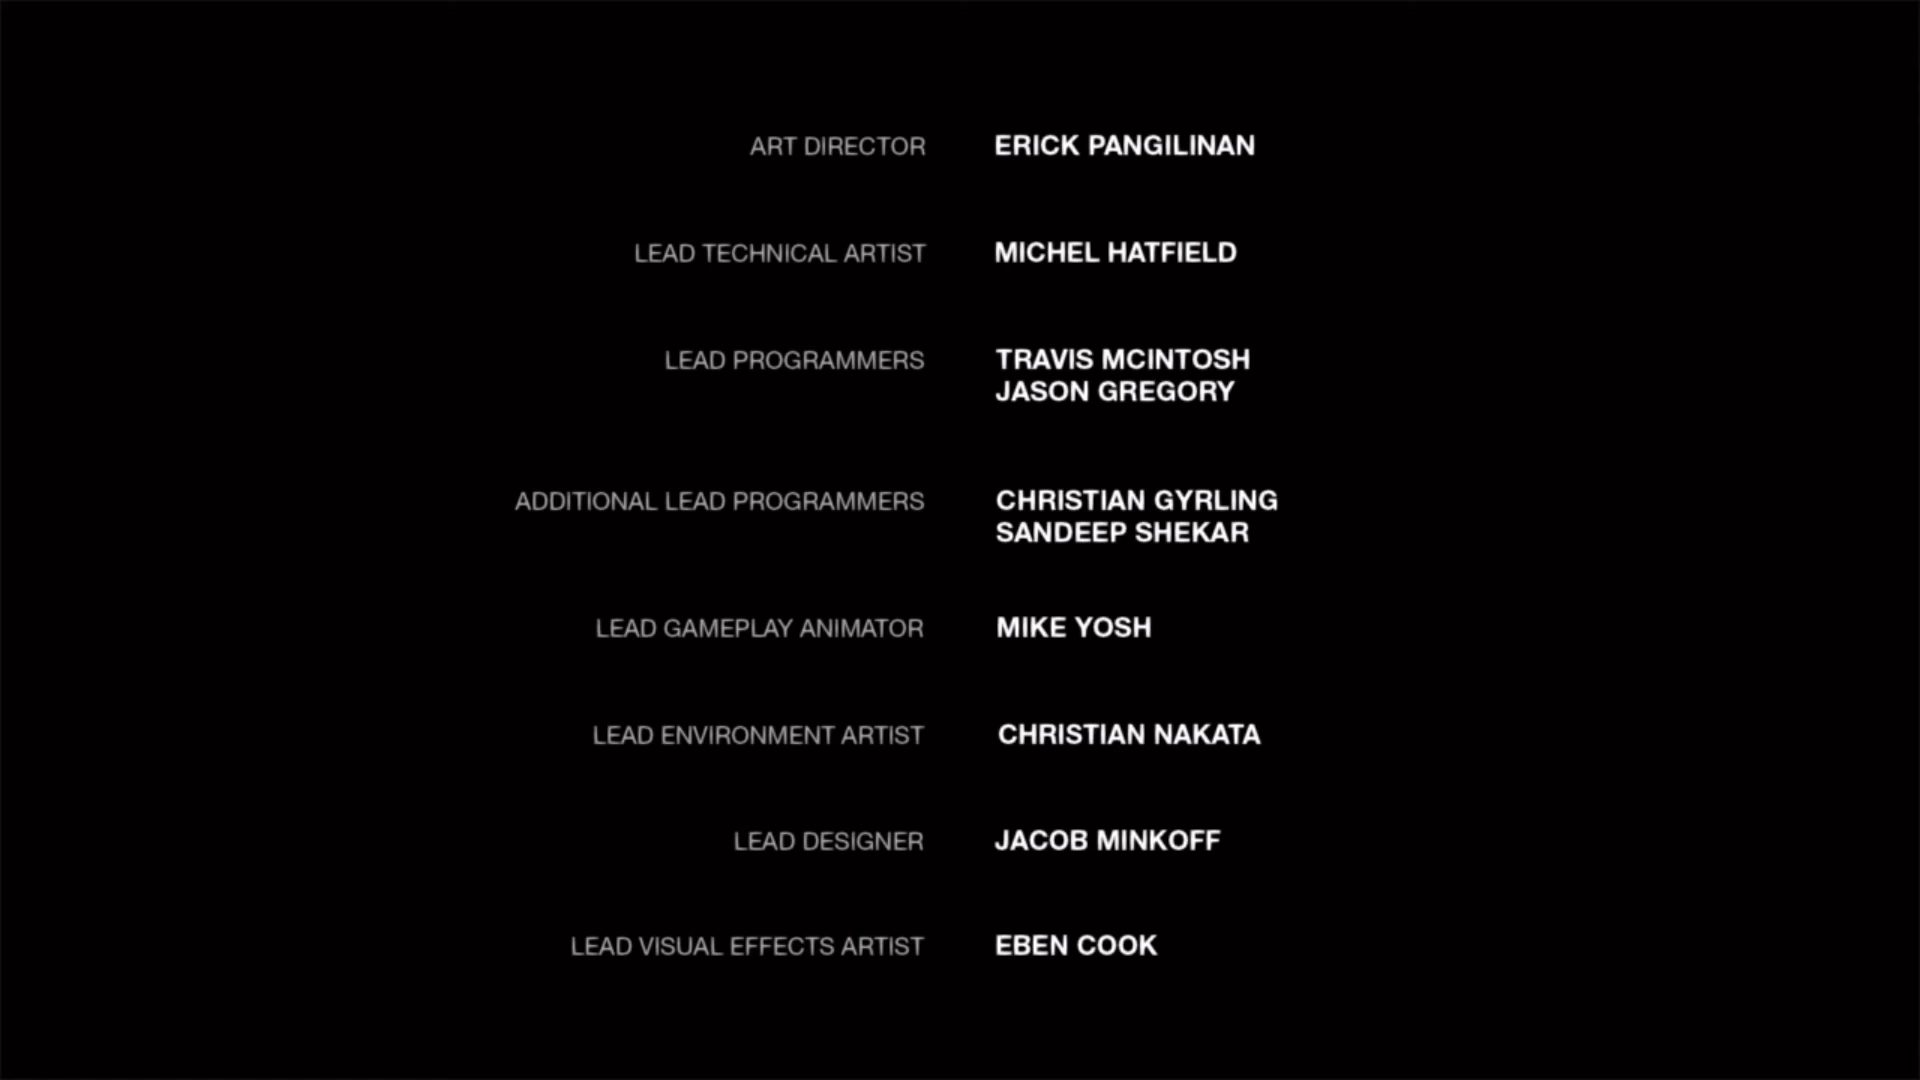 ART DIRECTOR ERICK PANGILINAN
LEAD TECHNICAL ARTIST MICHEL HATFIELD
LEAD PROGRAMMERS TRAVIS MCINTOSH
JASON GREGORY
ADDITIONAL LEAD PROGRAMMERS CHRISTIAN GYRLING
SANDEEP SHEKAR
LEAD GAMEPLAY ANIMATOR MIKE YOSH
LEAD ENVIRONMENT ARTIST CHRISTIAN NAKATA
LEAD DESIGNER JACOB MINKOFF
LEAD VISUAL EFFECTS ARTIST EBEN COOK